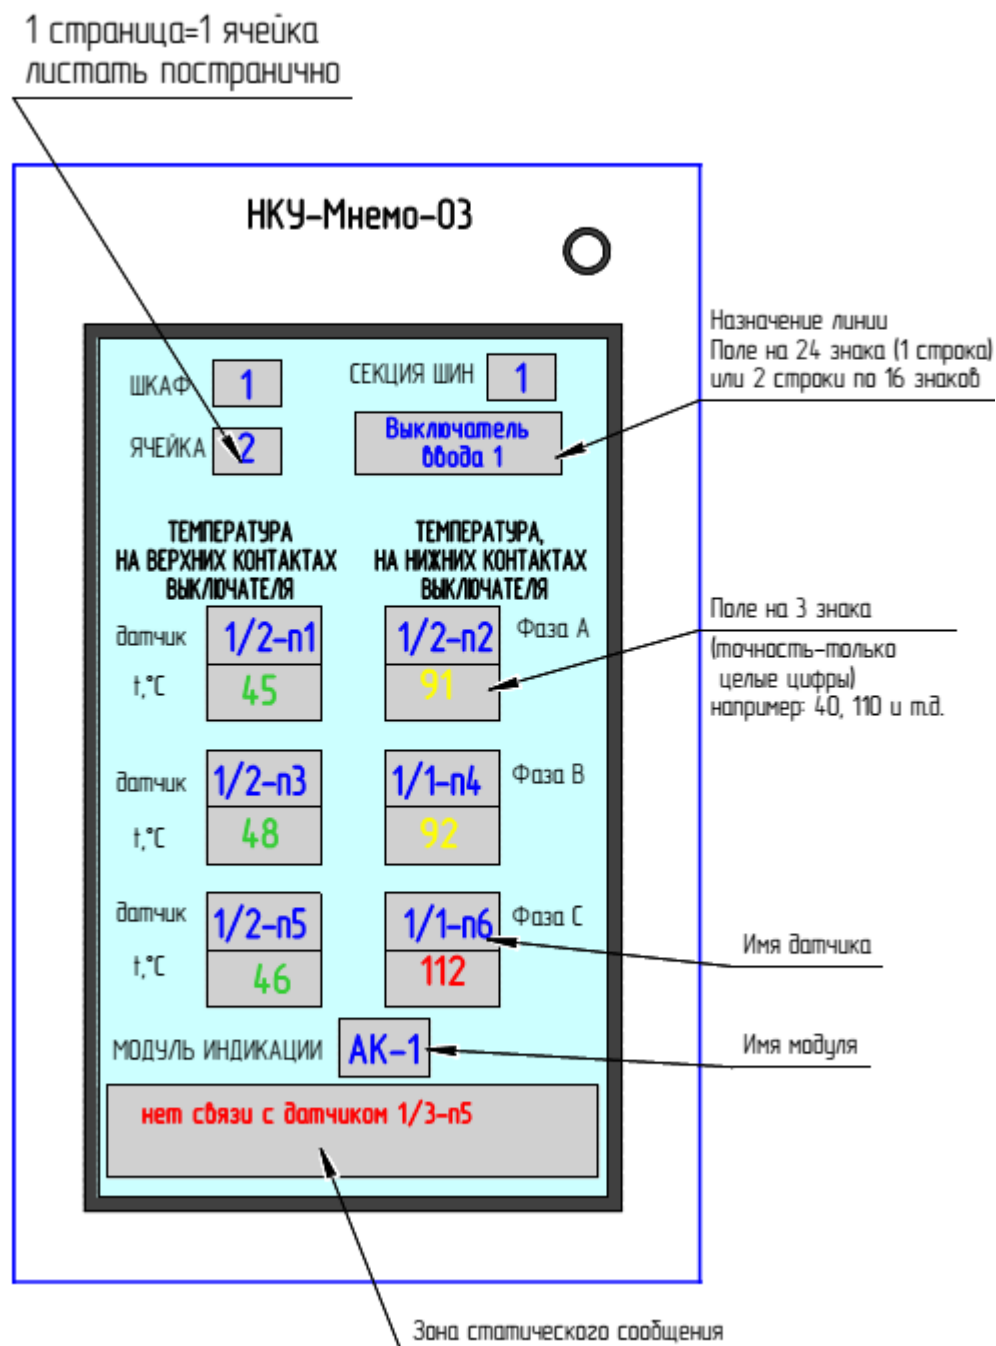 1 страница=1 ячейка
листать постранично
НКУ-Мнемо-03
Назначение линии
Поле на 24 знака (1 строка)
или 2 строки по 16 знаков
ШКАФ 1
СЕКЦИЯ ШИН 1
ЯЧЕЙКА 2
Выключатель
ввода 1
ТЕМПЕРАТУРА
НА ВЕРХНИХ КОНТАКТАХ
ВЫКЛЮЧАТЕЛЯ
ТЕМПЕРАТУРА,
НА НИЖНИХ КОНТАКТАХ
ВЫКЛЮЧАТЕЛЯ
датчик 1/2-п1 1/2-п2 Фаза А
t,°C 45 91
Поле на 3 знака
(точность-только
целые цифры)
например: 40, 110 и т.д.
датчик 1/2-п3 1/1-п4 Фаза В
t,°C 48 92
датчик 1/2-п5 1/1-п6 Фаза С
t,°C 46 112
Имя датчика
МОДУЛЬ ИНДИКАЦИИ АК-1
Имя модуля
нет связи с датчиком 1/3-п5
Зона статического сообщения